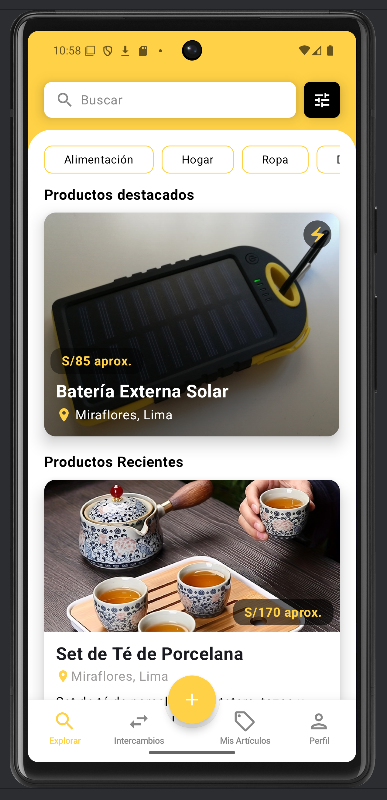 10:58
Buscar
Alimentación Hogar Ropa
Productos destacados
S/85 aprox.
Batería Externa Solar
Miraflores, Lima
Productos Recientes
S/170 aprox.
Set de Té de Porcelana
Miraflores, Lima
Explorar Intercambios Mis Artículos Perfil